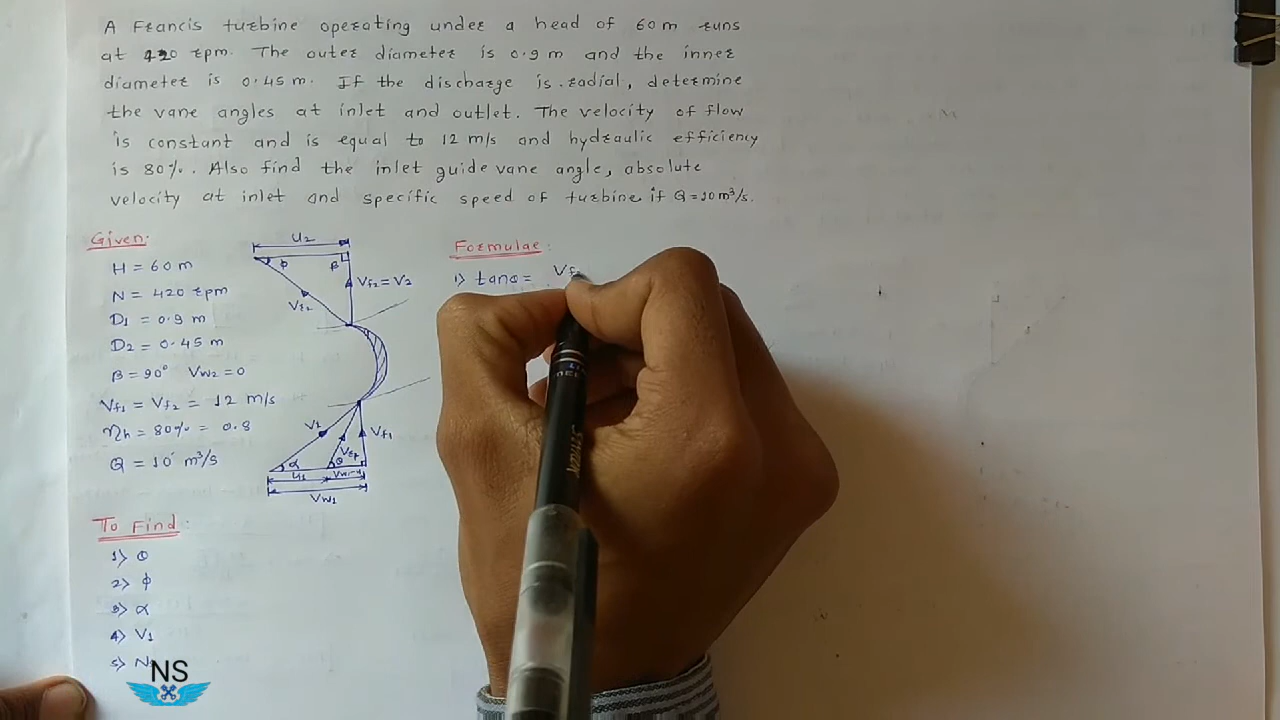 A Francis turbine operating under a head of 60 m runs
at 420 rpm. The outer diameter is 0.9 m and the inner
diameter is 0.45 m. If the discharge is radial, determine
the vane angles at inlet and outlet. The velocity of flow
is constant and is equal to 12 m/s and hydraulic efficiency
is 80%. Also find the inlet guide vane angle, absolute
velocity at inlet and specific speed of turbine if Q = 10 m³/s.
Given:
H = 60 m
N = 420 rpm
D1 = 0.9 m
D2 = 0.45 m
β = 90° Vw2 = 0
Vf1 = Vf2 = 12 m/s
ηh = 80% = 0.8
Q = 10 m³/s
To Find:
1) θ
2) ϕ
3) α
4) V1
5)
u2
ϕ β
Vf2 = V2
Vr2
V1
Vf1
Vr1
α θ
u1
Vw1
Formulae:
1) tanθ =
NS